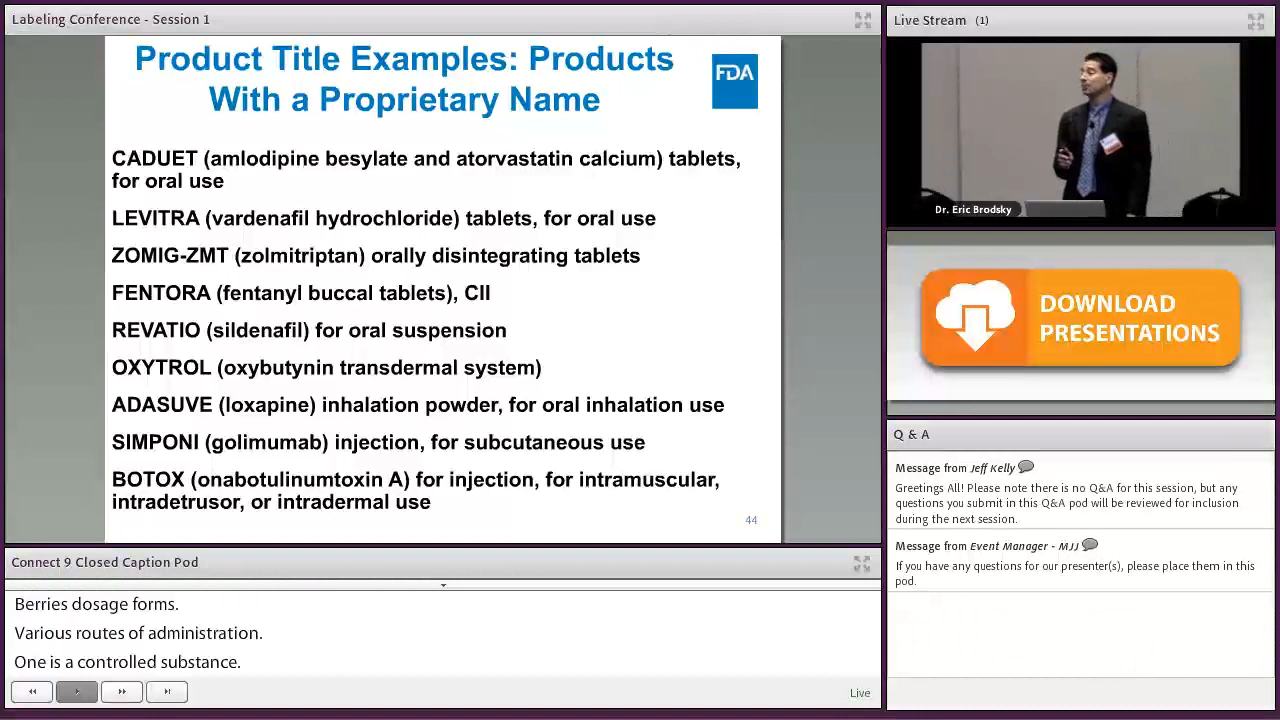 Labeling Conference - Session 1
Product Title Examples: Products
With a Proprietary Name
FDA
CADUET (amlodipine besylate and atorvastatin calcium) tablets,
for oral use
LEVITRA (vardenafil hydrochloride) tablets, for oral use
ZOMIG-ZMT (zolmitriptan) orally disintegrating tablets
FENTORA (fentanyl buccal tablets), CII
REVATIO (sildenafil) for oral suspension
OXYTROL (oxybutynin transdermal system)
ADASUVE (loxapine) inhalation powder, for oral inhalation use
SIMPONI (golimumab) injection, for subcutaneous use
BOTOX (onabotulinumtoxin A) for injection, for intramuscular,
intradetrusor, or intradermal use
44
Connect 9 Closed Caption Pod
Berries dosage forms.
Various routes of administration.
One is a controlled substance.
Live
Live Stream (1)
Dr. Eric Brodsky
DOWNLOAD
PRESENTATIONS
Q & A
Message from Jeff Kelly
Greetings All! Please note there is no Q&A for this session, but any
questions you submit in this Q&A pod will be reviewed for inclusion
during the next session.
Message from Event Manager - MJJ
If you have any questions for our presenter(s), please place them in this
pod.